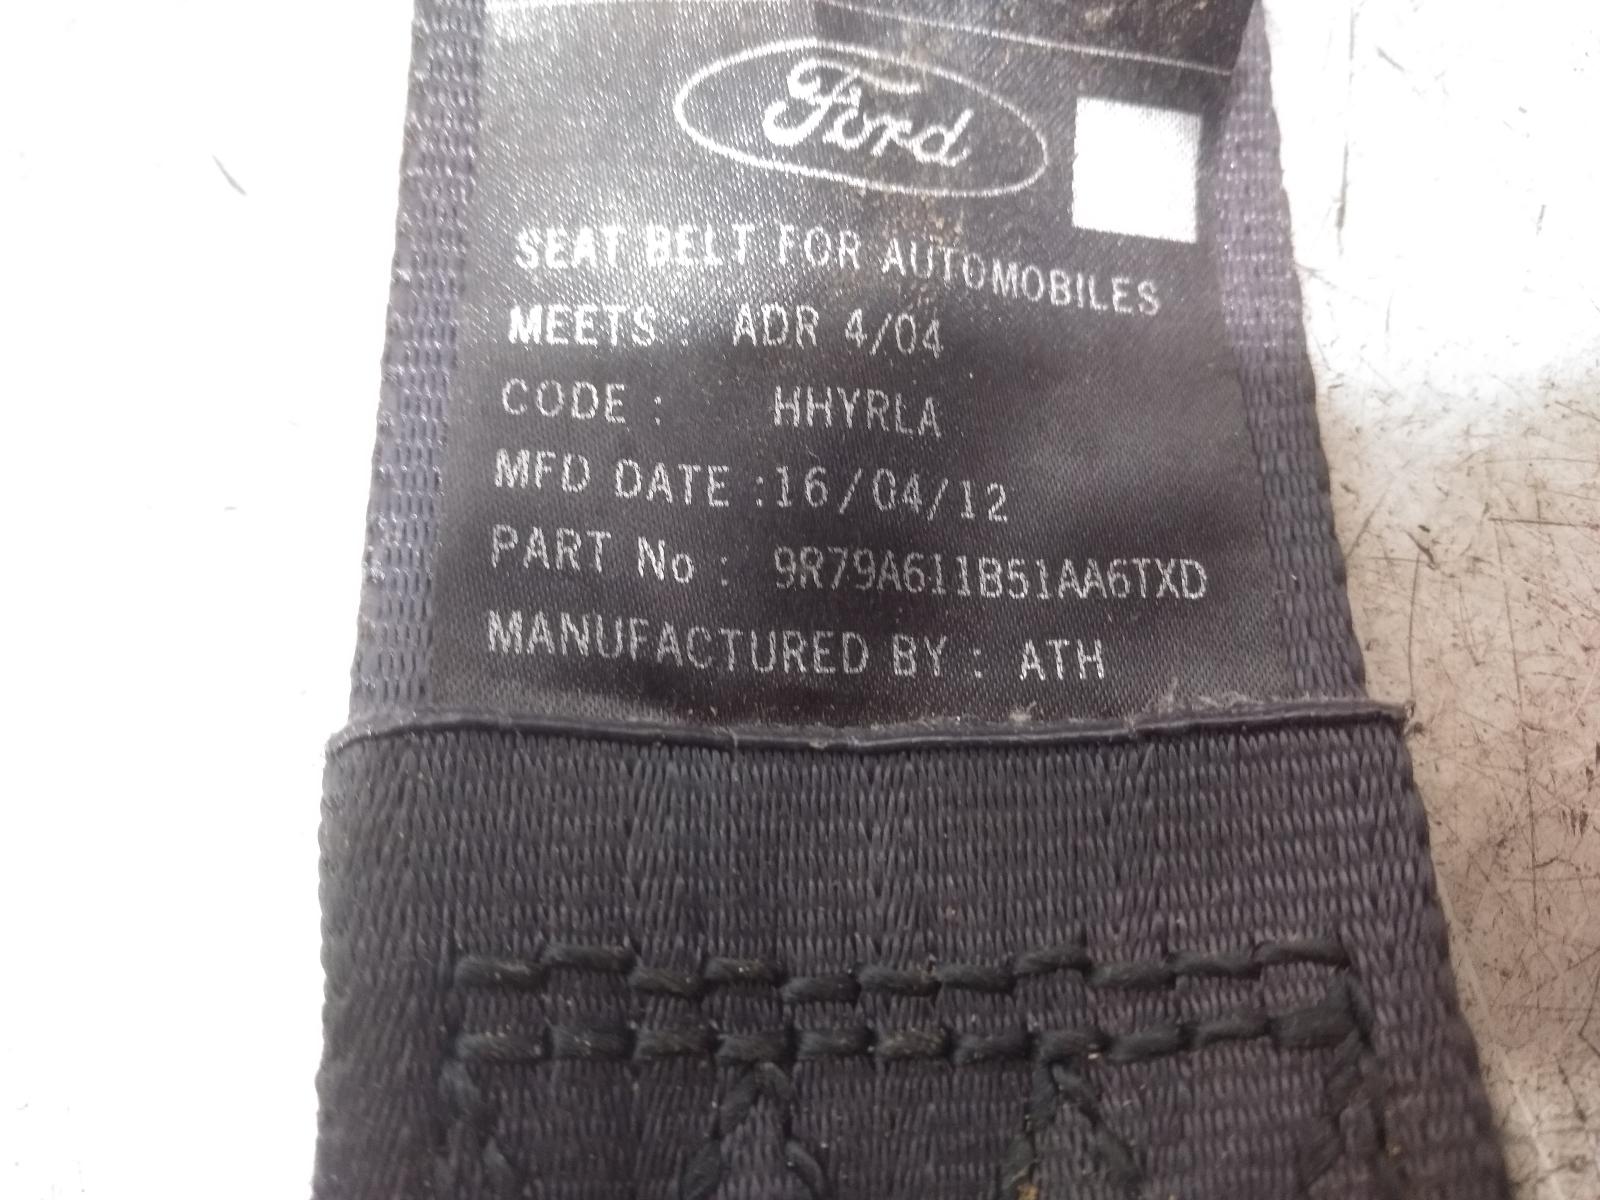 Ford
SEAT BELT FOR AUTOMOBILES
MEETS : ADR 4/04
CODE : HHYRLA
MFD DATE :16/04/12
PART No : 9R79A611B51AA6TXD
MANUFACTURED BY : ATH